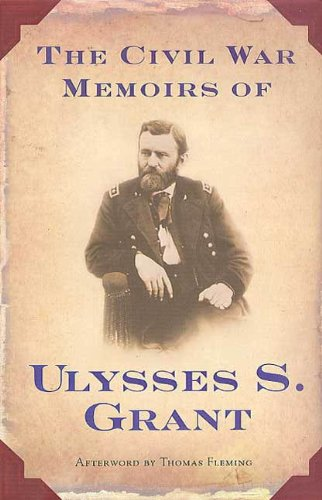 THE CIVIL WAR
MEMOIRS OF
ULYSSES S.
GRANT
AFTERWORD BY THOMAS FLEMING